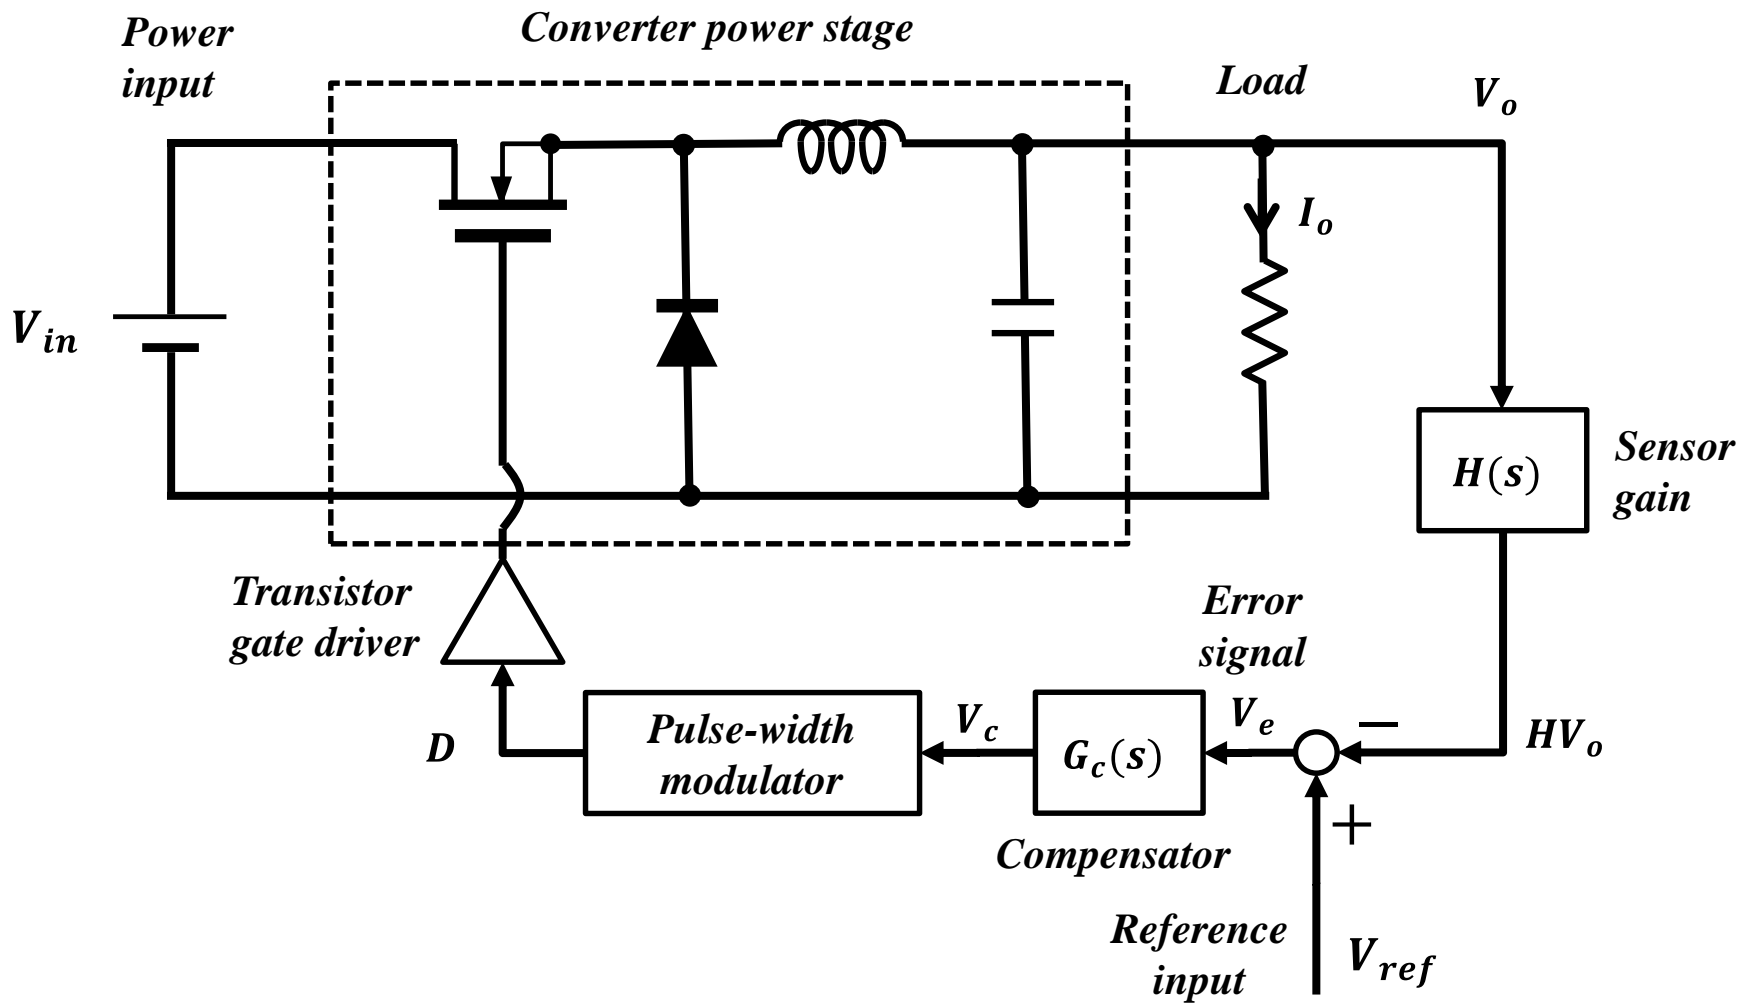 Power
input
Converter power stage
Load
V_o
I_o
V_in
H(s)
Sensor
gain
Transistor
gate driver
Error
signal
D
Pulse-width
modulator
V_c
G_c(s)
V_e
−
HV_o
+
Compensator
Reference
input
V_ref